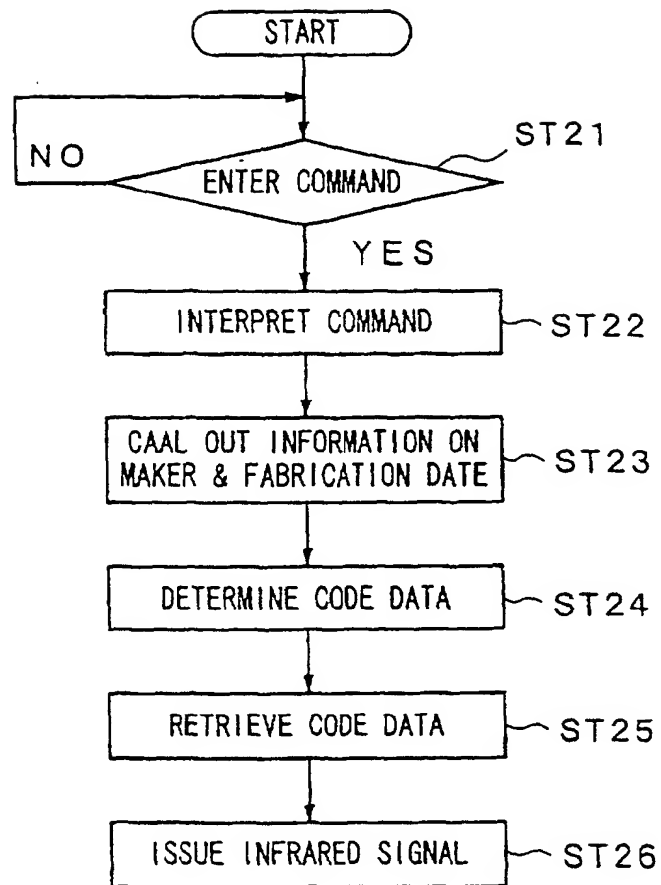 START
ST21
NO
ENTER COMMAND
YES
INTERPRET COMMAND
ST22
CAAL OUT INFORMATION ON
MAKER & FABRICATION DATE
ST23
DETERMINE CODE DATA
ST24
RETRIEVE CODE DATA
ST25
ISSUE INFRARED SIGNAL
ST26